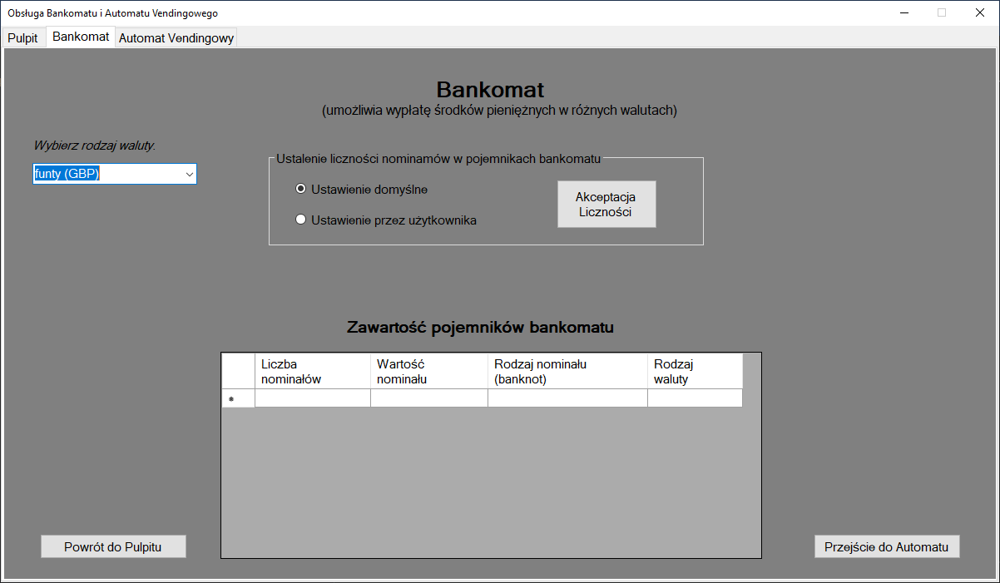 Obsługa Bankomatu i Automatu Vendingowego
Pulpit
Bankomat
Automat Vendingowy
Bankomat
(umożliwia wypłatę środków pieniężnych w różnych walutach)
Wybierz rodzaj waluty:
funty (GBP)
Ustalenie liczności nominamów w pojemnikach bankomatu
Ustawienie domyślne
Ustawienie przez użytkownika
Akceptacja
Liczności
Zawartość pojemników bankomatu
Liczba
nominałów
Wartość
nominału
Rodzaj nominału
(banknot)
Rodzaj
waluty
*
Powrót do Pulpitu
Przejście do Automatu